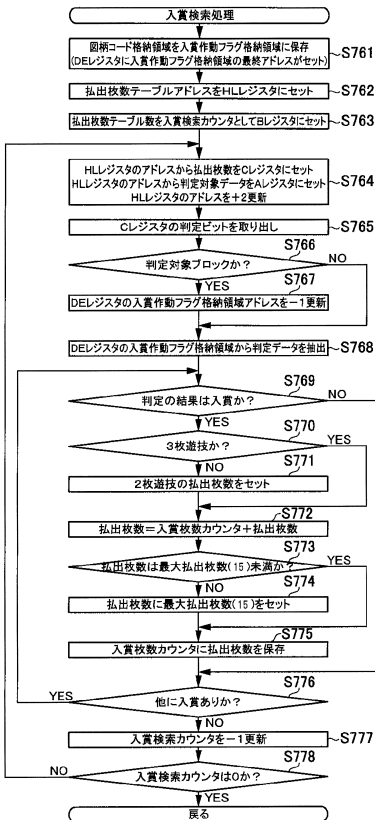 入賞検索処理
図柄コード格納領域を入賞作動フラグ格納領域に保存
(DEレジスタに入賞作動フラグ格納領域の最終アドレスがセット)
S761
払出枚数テーブルアドレスをHLレジスタにセット
S762
払出枚数テーブル数を入賞検索カウンタとしてBレジスタにセット
S763
HLレジスタのアドレスから払出枚数をCレジスタにセット
HLレジスタのアドレスから判定対象データをAレジスタにセット
HLレジスタのアドレスを+2更新
S764
Cレジスタの判定ビットを取り出し
S765
S766
判定対象ブロックか?
NO
YES
S767
DEレジスタの入賞作動フラグ格納領域アドレスを-1更新
DEレジスタの入賞作動フラグ格納領域から判定データを抽出
S768
S769
判定の結果は入賞か?
NO
YES
S770
3枚遊技か?
YES
NO
S771
2枚遊技の払出枚数をセット
S772
払出枚数=入賞枚数カウンタ+払出枚数
S773
払出枚数は最大払出枚数(15)未満か?
YES
NO
S774
払出枚数に最大払出枚数(15)をセット
S775
入賞枚数カウンタに払出枚数を保存
S776
他に入賞ありか?
YES
NO
入賞検索カウンタを-1更新
S777
S778
入賞検索カウンタは0か?
NO
YES
戻る